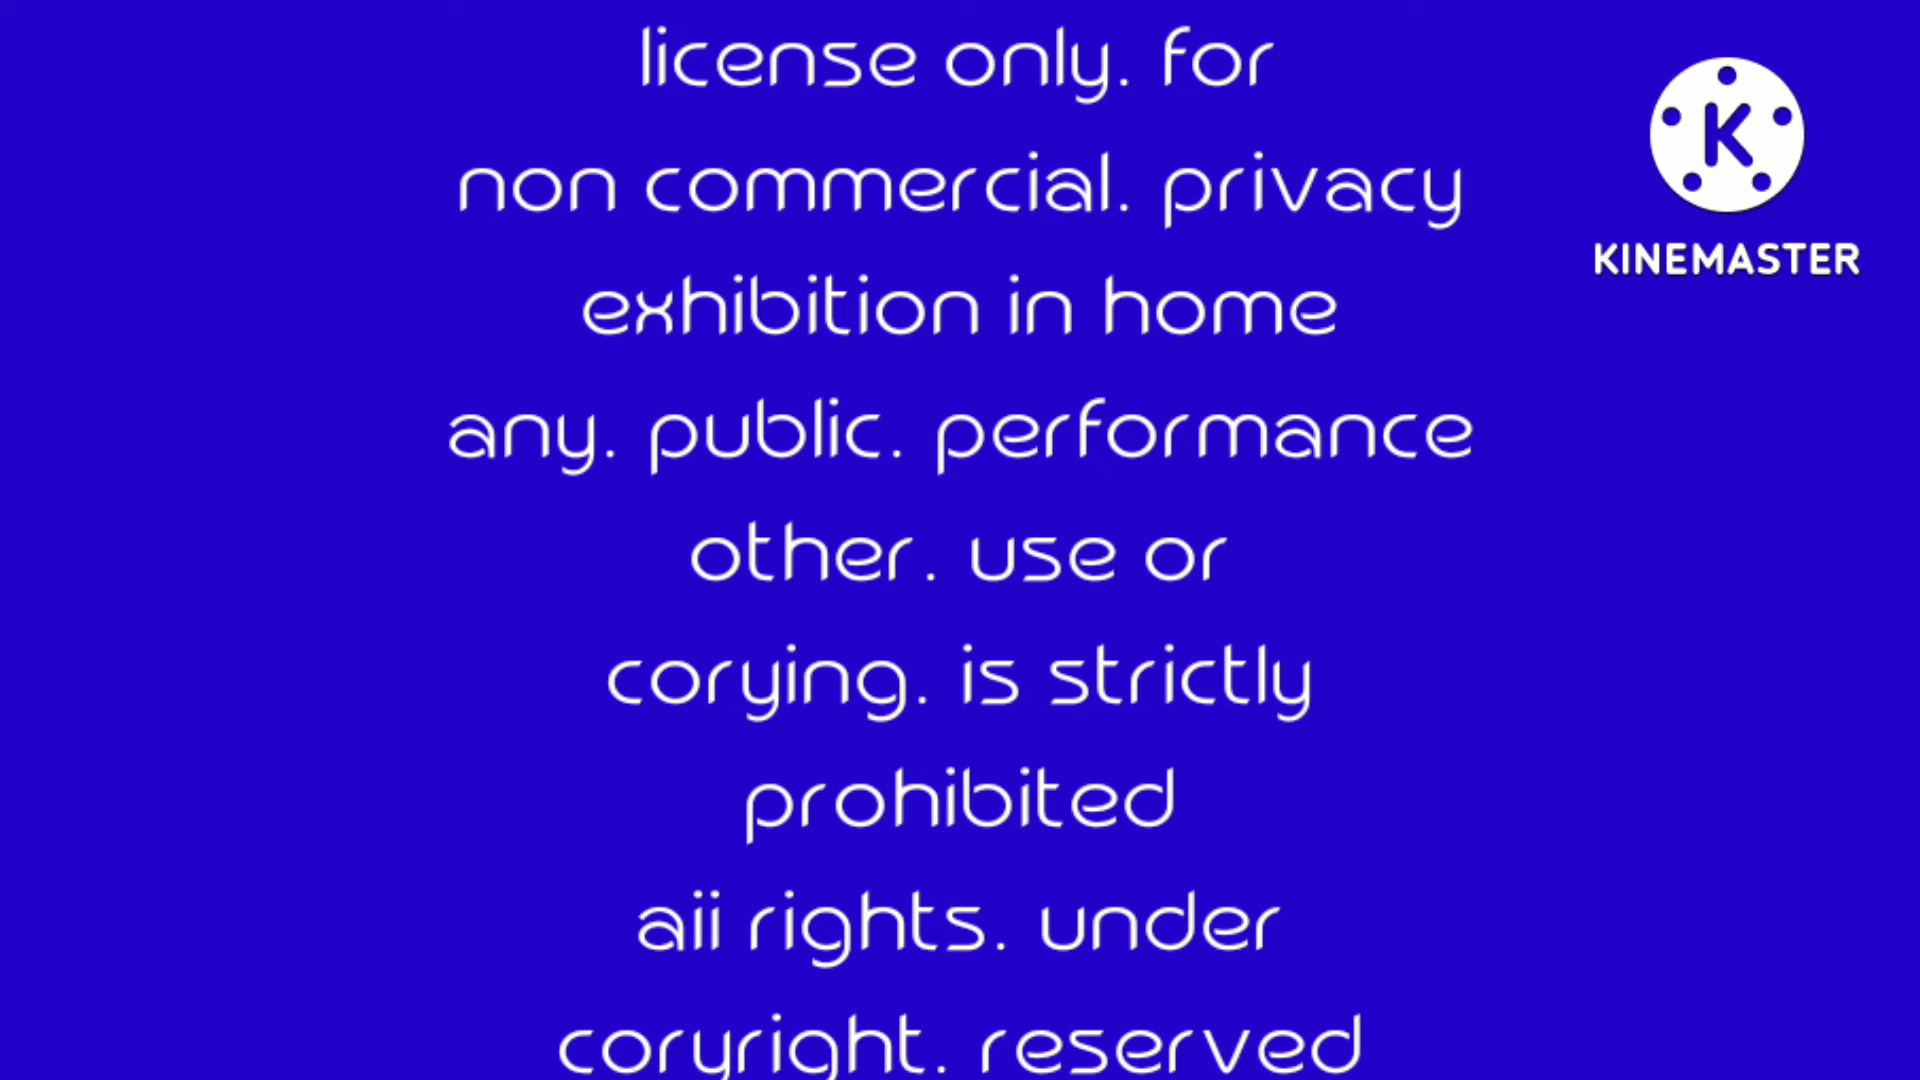 license only. for
non commercial. privacy
exhibition in home
any. public. performance
other. use or
corying. is strictly
prohibited
aii rights. under
coryright. reserved
K
KINEMASTER